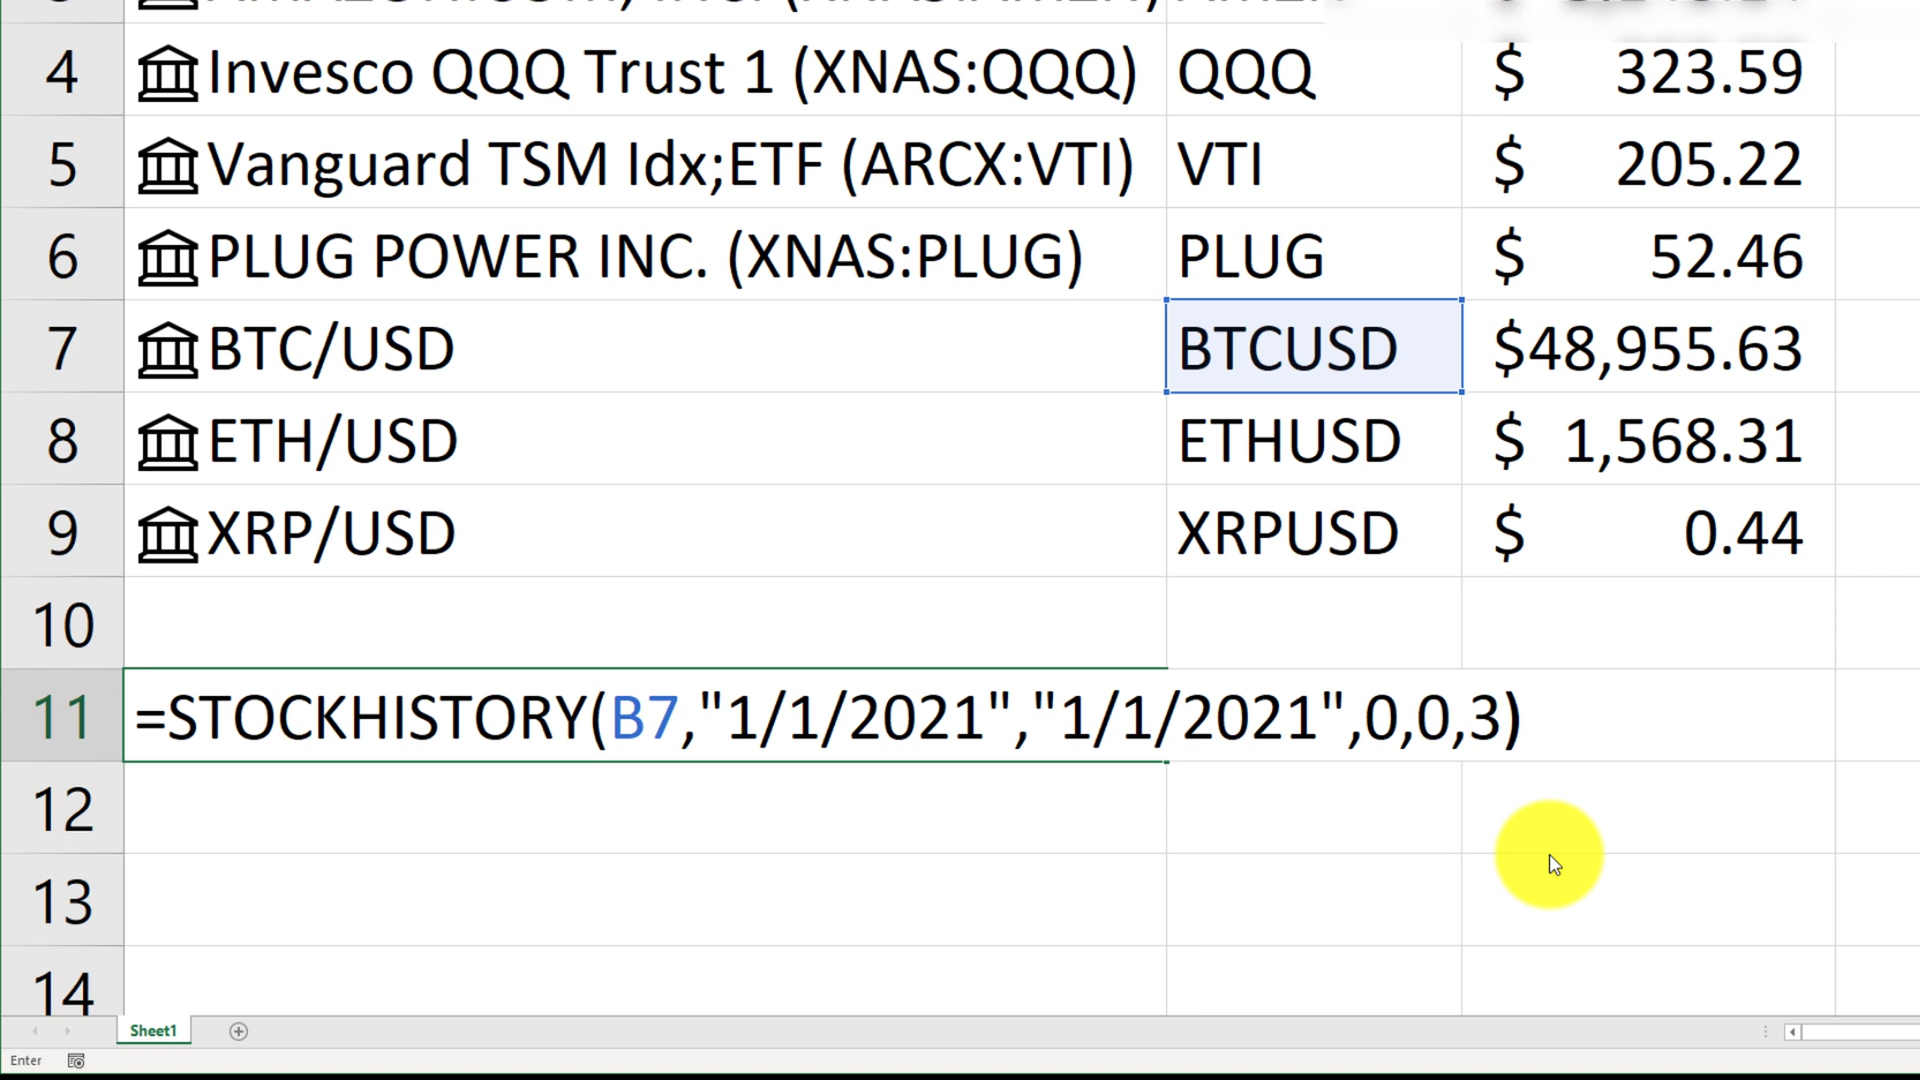 4 Invesco QQQ Trust 1 (XNAS:QQQ) QQQ $ 323.59
5 Vanguard TSM Idx;ETF (ARCX:VTI) VTI $ 205.22
6 PLUG POWER INC. (XNAS:PLUG) PLUG $ 52.46
7 BTC/USD BTCUSD $48,955.63
8 ETH/USD ETHUSD $ 1,568.31
9 XRP/USD XRPUSD $ 0.44
10
11 =STOCKHISTORY(B7,"1/1/2021","1/1/2021",0,0,3)
12
13
14
Sheet1
Enter